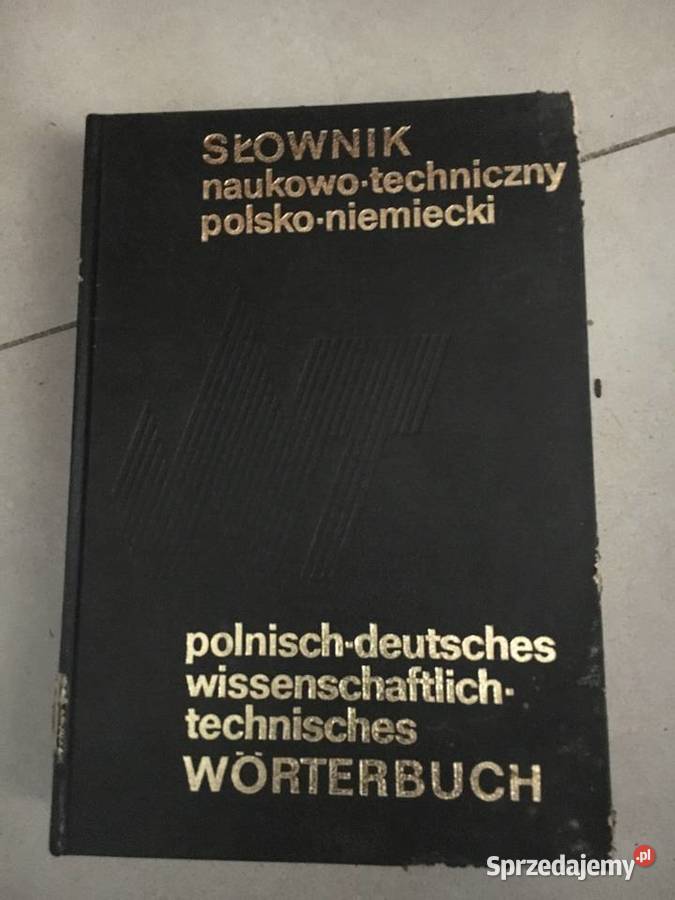 SŁOWNIK
naukowo-techniczny
polsko-niemiecki
polnisch-deutsches
wissenschaftlich-
technisches
WÖRTERBUCH
Sprzedajemy.pl